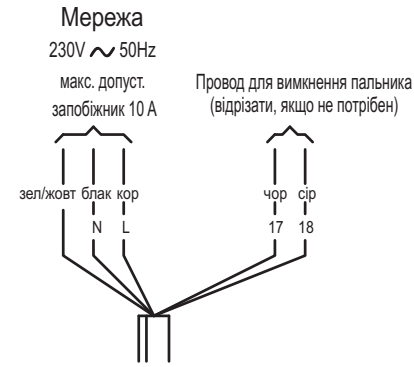 Мережа
230V ~ 50Hz
макс. допуст.
запобіжник 10 А
Провод для вимкнення пальника
(відрізати, якщо не потрібен)
зел/жовт блак кор
чор сір
N L
17 18